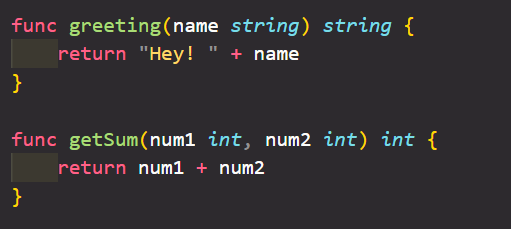 func greeting(name string) string {
    return "Hey! " + name
}

func getSum(num1 int, num2 int) int {
    return num1 + num2
}